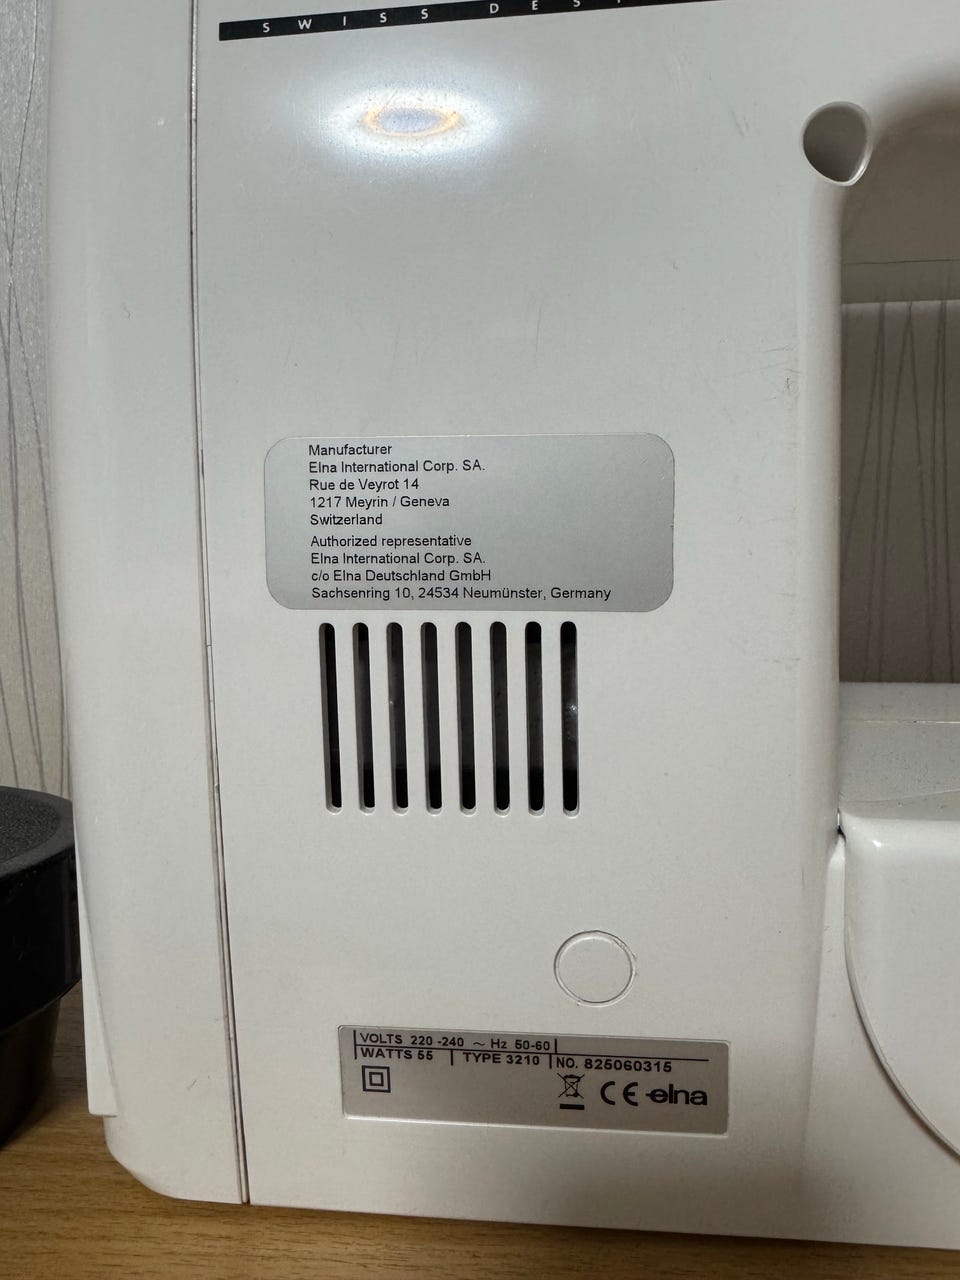 SWISS DES
Manufacturer
Elna International Corp. SA.
Rue de Veyrot 14
1217 Meyrin / Geneva
Switzerland
Authorized representative
Elna International Corp. SA.
c/o Elna Deutschland GmbH
Sachsenring 10, 24534 Neumünster, Germany
VOLTS 220 -240 ~ Hz 50-60
WATTS 55 TYPE 3210 NO. 825060315
CE elna